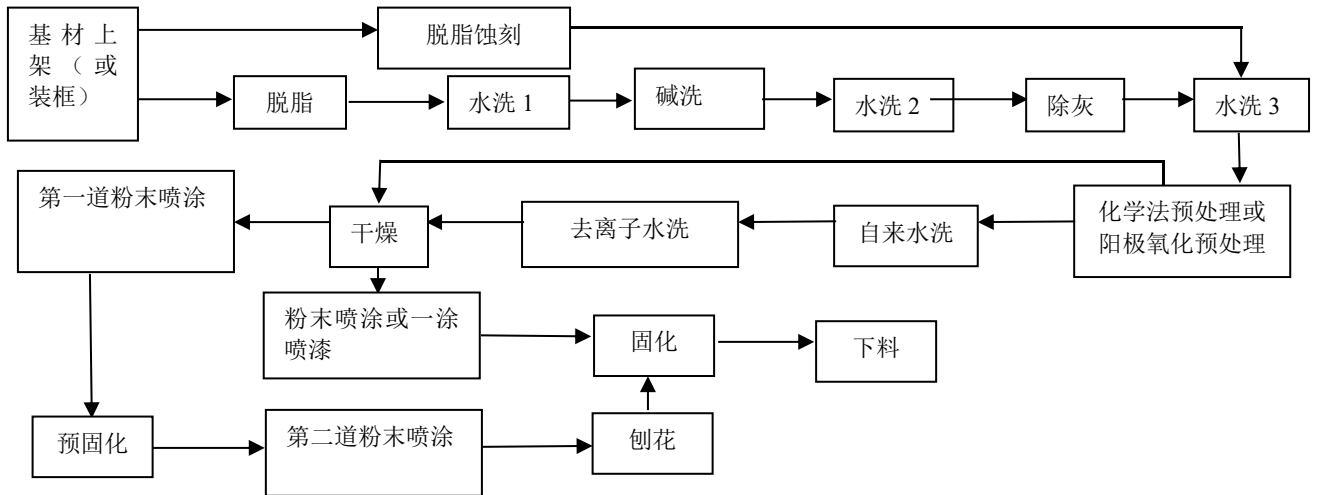 基材上
架（或
装框）
脱脂蚀刻
脱脂
水洗 1
碱洗
水洗 2
除灰
水洗 3
第一道粉末喷涂
干燥
去离子水洗
自来水洗
化学法预处理或
阳极氧化预处理
粉末喷涂或一涂
喷漆
固化
下料
预固化
第二道粉末喷涂
刨花